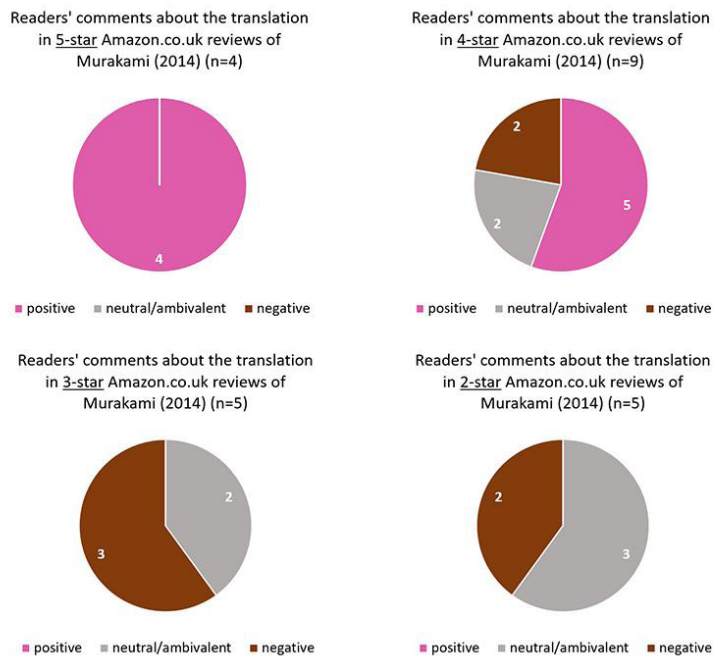 Readers' comments about the translation
in 5-star Amazon.co.uk reviews of
Murakami (2014) (n=4)
4
positive neutral/ambivalent negative
Readers' comments about the translation
in 4-star Amazon.co.uk reviews of
Murakami (2014) (n=9)
2
2
5
positive neutral/ambivalent negative
Readers' comments about the translation
in 3-star Amazon.co.uk reviews of
Murakami (2014) (n=5)
2
3
positive neutral/ambivalent negative
Readers' comments about the translation
in 2-star Amazon.co.uk reviews of
Murakami (2014) (n=5)
2
3
positive neutral/ambivalent negative